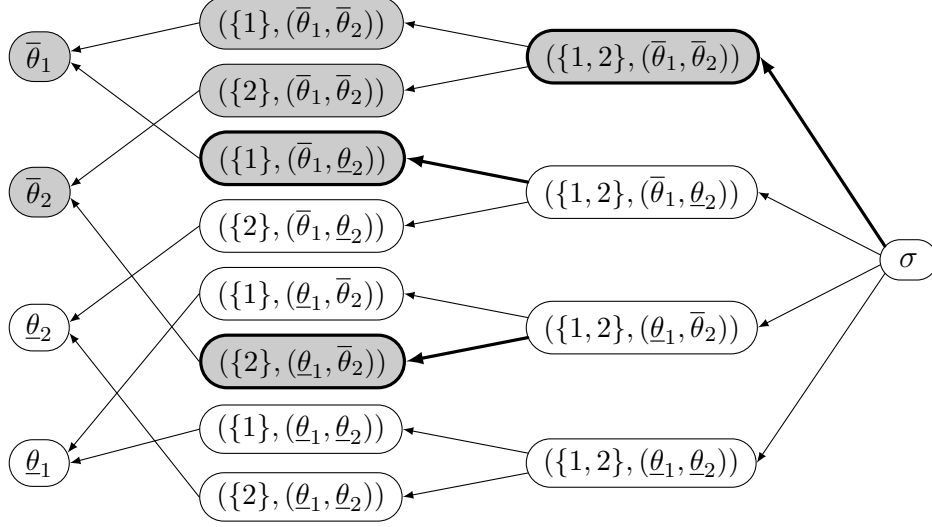 θ̅₁
θ̅₂
θ̲₂
θ̲₁
({1}, (θ̅₁, θ̅₂))
({2}, (θ̅₁, θ̅₂))
({1}, (θ̅₁, θ̲₂))
({2}, (θ̅₁, θ̲₂))
({1}, (θ̲₁, θ̅₂))
({2}, (θ̲₁, θ̅₂))
({1}, (θ̲₁, θ̲₂))
({2}, (θ̲₁, θ̲₂))
({1, 2}, (θ̅₁, θ̅₂))
({1, 2}, (θ̅₁, θ̲₂))
({1, 2}, (θ̲₁, θ̅₂))
({1, 2}, (θ̲₁, θ̲₂))
σ